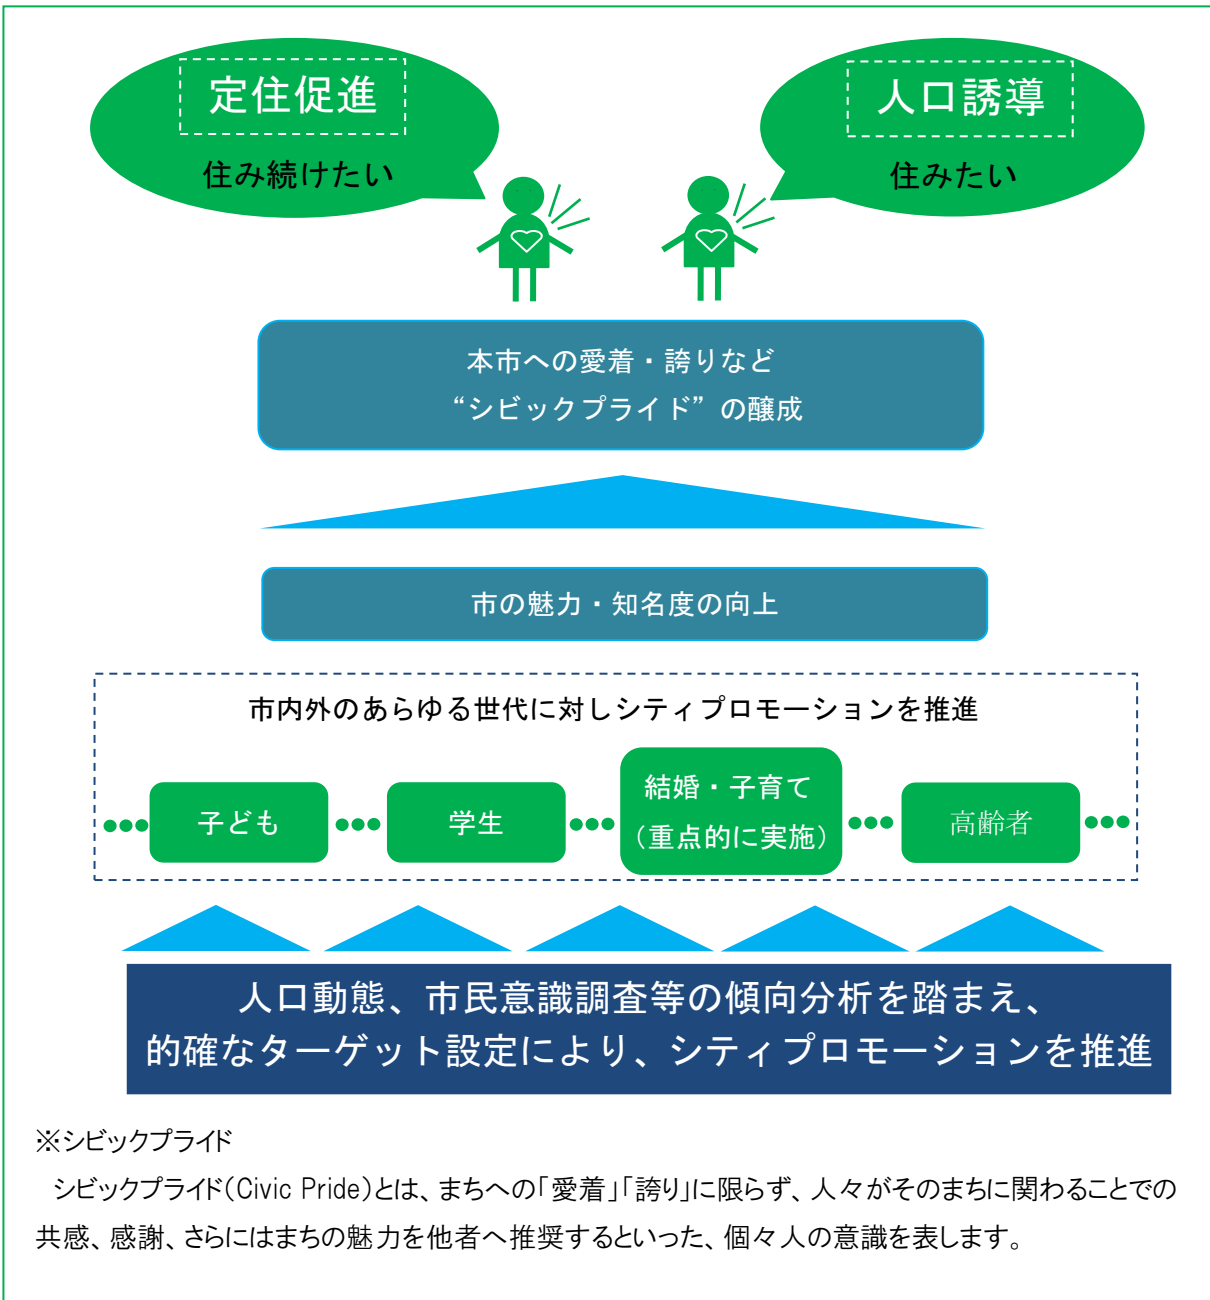 定住促進
住み続けたい
人口誘導
住みたい
本市への愛着・誇りなど
“シビックプライド”の醸成
市の魅力・知名度の向上
市内外のあらゆる世代に対しシティプロモーションを推進
子ども
学生
結婚・子育て
（重点的に実施）
高齢者
人口動態、市民意識調査等の傾向分析を踏まえ、
的確なターゲット設定により、シティプロモーションを推進
※シビックプライド
シビックプライド（Civic Pride）とは、まちへの「愛着」「誇り」に限らず、人々がそのまちに関わることでの
共感、感謝、さらにはまちの魅力を他者へ推奨するといった、個々人の意識を表します。